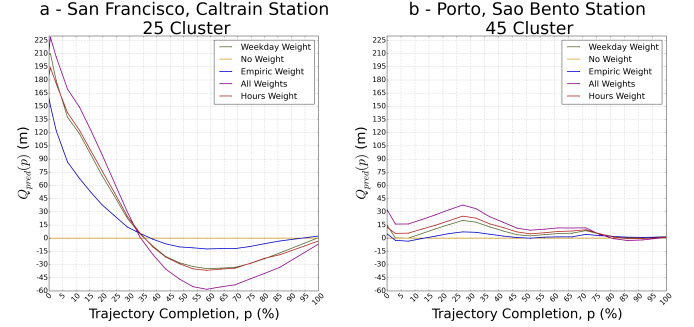 a - San Francisco, Caltrain Station
25 Cluster
225
210
195
180
165
150
135
120
105
90
75
60
45
30
15
0
-15
-30
-45
-60
Q_pred(p) (m)
Weekday Weight
No Weight
Empiric Weight
All Weights
Hours Weight
0 5 10 15 20 25 30 35 40 45 50 55 60 65 70 75 80 85 90 95 100
Trajectory Completion, p (%)
b - Porto, Sao Bento Station
45 Cluster
225
210
195
180
165
150
135
120
105
90
75
60
45
30
15
0
-15
-30
-45
-60
Q_pred(p) (m)
Weekday Weight
No Weight
Empiric Weight
All Weights
Hours Weight
0 5 10 15 20 25 30 35 40 45 50 55 60 65 70 75 80 85 90 95 100
Trajectory Completion, p (%)